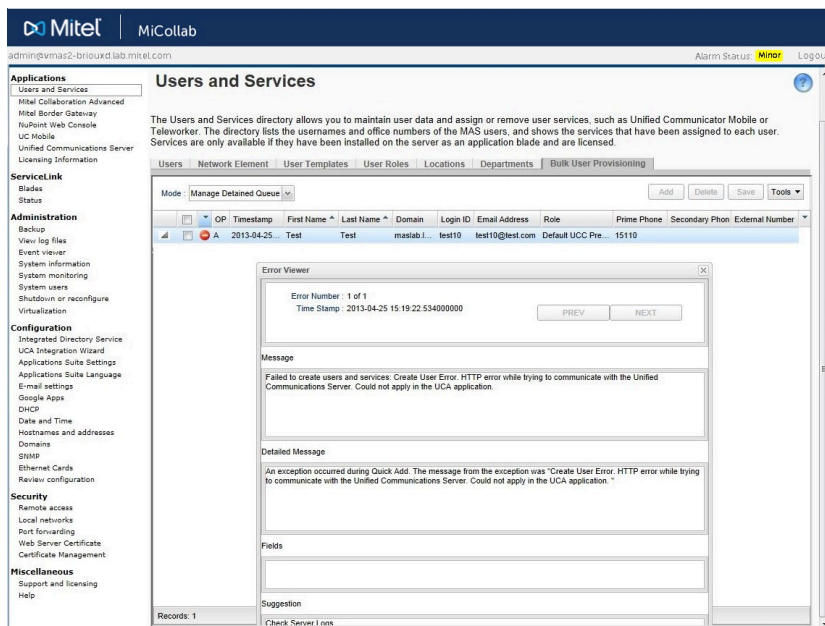 Mitel | MiCollab
admin@vmas2-briouxd.lab.mitel.com
Alarm Status: Minor Logou
Applications
Users and Services
Mitel Collaboration Advanced
Mitel Border Gateway
NuPoint Web Console
UC Mobile
Unified Communications Server
Licensing Information
ServiceLink
Blades
Status
Administration
Backup
View log files
Event viewer
System information
System monitoring
System users
Shutdown or reconfigure
Virtualization
Configuration
Integrated Directory Service
UCA Integration Wizard
Applications Suite Settings
Applications Suite Language
E-mail settings
Google Apps
DHCP
Date and Time
Hostnames and addresses
Domains
SNMP
Ethernet Cards
Review configuration
Security
Remote access
Local networks
Port forwarding
Web Server Certificate
Certificate Management
Miscellaneous
Support and licensing
Help
Users and Services
?
The Users and Services directory allows you to maintain user data and assign or remove user services, such as Unified Communicator Mobile or
Teleworker. The directory lists the usernames and office numbers of the MAS users, and shows the services that have been assigned to each user.
Services are only available if they have been installed on the server as an application blade and are licensed.
Users | Network Element | User Templates | User Roles | Locations | Departments | Bulk User Provisioning
Mode : Manage Detained Queue Add Delete Save Tools
OP Timestamp First Name Last Name Domain Login ID Email Address Role Prime Phone Secondary Phon External Number
A 2013-04-25... Test Test maslab.l... test10 test10@test.com Default UCC Pre... 15110
Error Viewer
Error Number : 1 of 1
Time Stamp : 2013-04-25 15:19:22.534000000
PREV NEXT
Message
Failed to create users and services: Create User Error. HTTP error while trying to communicate with the Unified
Communications Server. Could not apply in the UCA application.
Detailed Message
An exception occurred during Quick Add. The message from the exception was "Create User Error. HTTP error while trying
to communicate with the Unified Communications Server. Could not apply in the UCA application. "
Fields
Suggestion
Check Server Logs
Records: 1